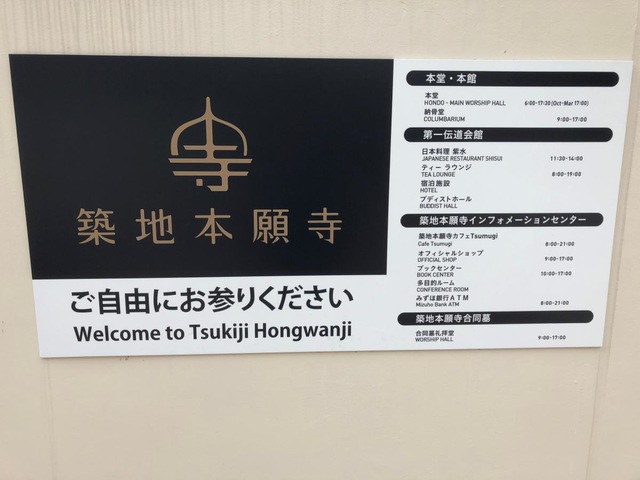 寺
築地本願寺
ご自由にお参りください
Welcome to Tsukiji Hongwanji
本堂・本館
本堂
HONDO - MAIN WORSHIP HALL 6:00-17:30 (Oct-Mar 17:00)
納骨堂
COLUMBARIUM 9:00-17:00
第一伝道会館
日本料理 紫水
JAPANESE RESTAURANT SHISUI 11:30-14:00
ティー ラウンジ
TEA LOUNGE 8:00-19:00
宿泊施設
HOTEL
ブディストホール
BUDDIST HALL
築地本願寺インフォメーションセンター
築地本願寺カフェTsumugi
Cafe Tsumugi 8:00-21:00
オフィシャルショップ
OFFICIAL SHOP 9:00-17:00
ブックセンター
BOOK CENTER 10:00-17:00
多目的ルーム
CONFERENCE ROOM
みずほ銀行ATM
Mizuho Bank ATM 8:00-21:00
築地本願寺合同墓
合同墓礼拝堂
WORSHIP HALL 9:00-17:00